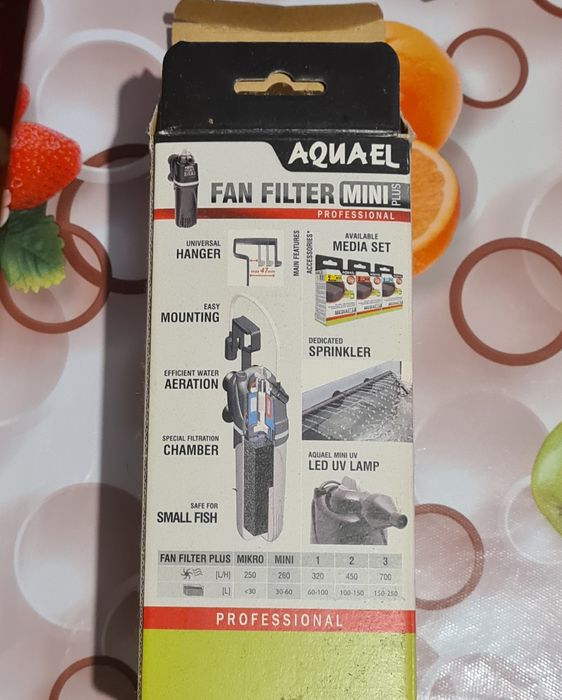 AQUAEL
FAN FILTER MINI PLUS
PROFESSIONAL
UNIVERSAL
HANGER
max 47mm
EASY
MOUNTING
EFFICIENT WATER
AERATION
SPECIAL FILTRATION
CHAMBER
SAFE FOR
SMALL FISH
MAIN FEATURES
ACCESSORIES*
AVAILABLE
MEDIA SET
AQUAEL
MEDIA
DEDICATED
SPRINKLER
AQUAEL MINI UV
LED UV LAMP
FAN FILTER PLUS MIKRO MINI 1 2 3
[L/H] 250 260 320 450 700
[L] <30 30-60 60-100 100-150 150-250
PROFESSIONAL